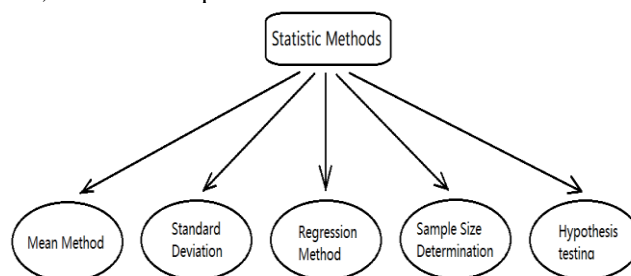 Statistic Methods
Mean Method
Standard
Deviation
Regression
Method
Sample Size
Determination
Hypothesis
testing